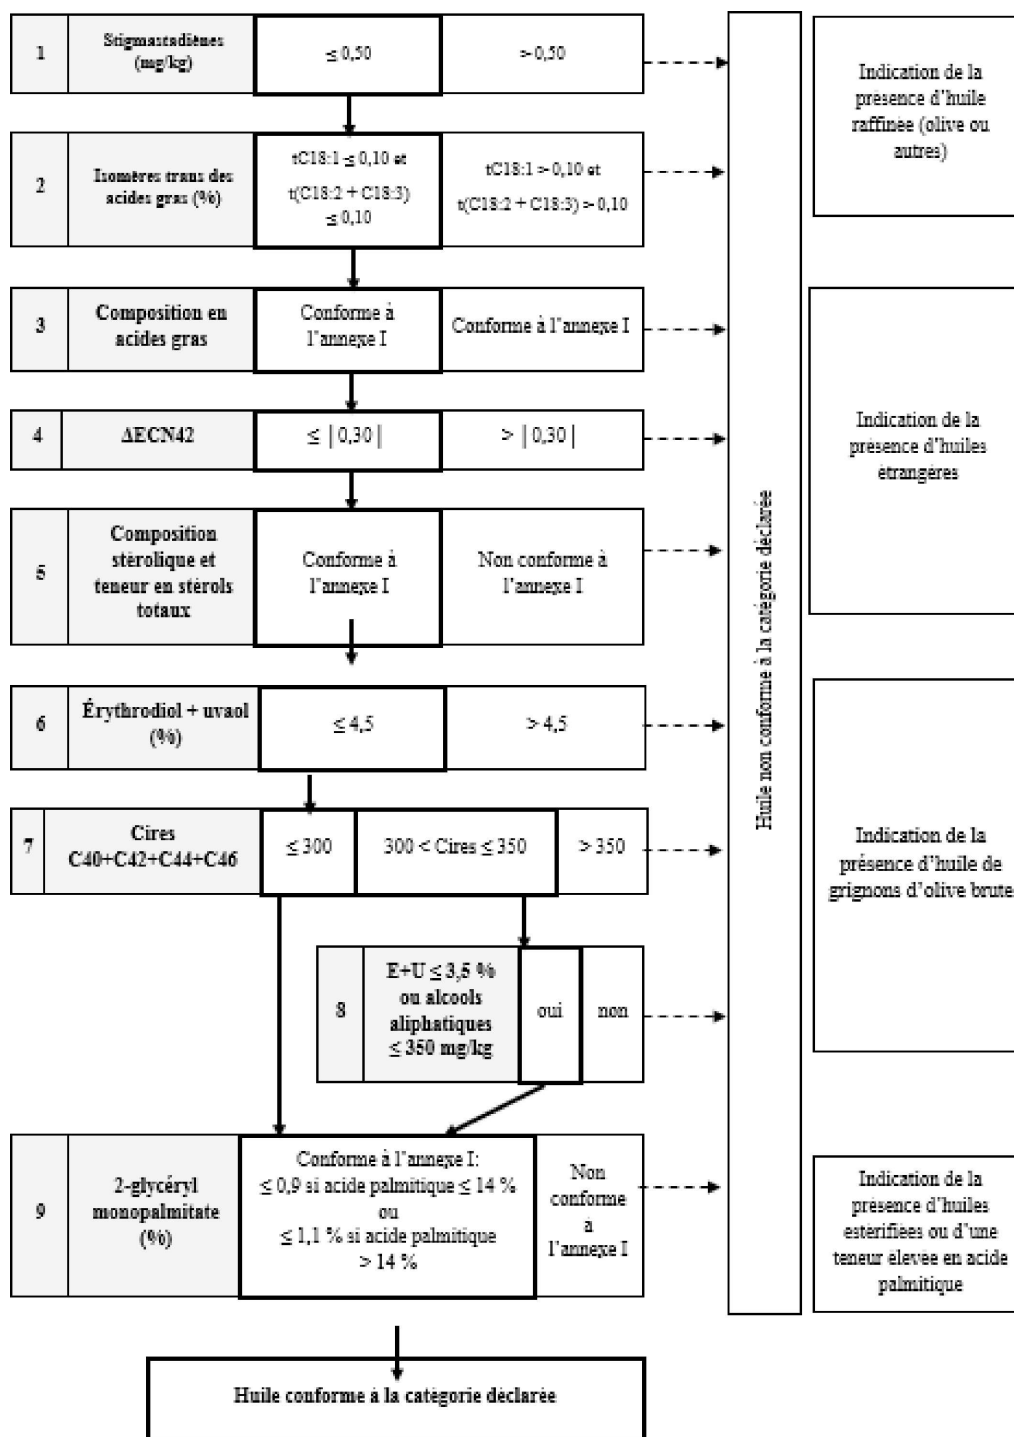 1
Stigmastadiènes
(mg/kg)
≤ 0,50
> 0,50
Indication de la
présence d'huile
raffinée (olive ou
autres)
2
Isomères trans des
acides gras (%)
tC18:1 ≤ 0,10 et
t(C18:2 + C18:3)
≤ 0,10
tC18:1 > 0,10 et
t(C18:2 + C18:3) > 0,10
3
Composition en
acides gras
Conforme à
l'annexe I
Conforme à l'annexe I
Indication de la
présence d'huiles
étrangères
4
ΔECN42
≤ | 0,30 |
> | 0,30 |
5
Composition
stérolique et
teneur en stérols
totaux
Conforme à
l'annexe I
Non conforme à
l'annexe I
Huile non conforme à la catégorie déclarée
6
Érythrodiol + uvaol
(%)
≤ 4,5
> 4,5
Indication de la
présence d'huile de
grignons d'olive brute
7
Cires
C40+C42+C44+C46
≤ 300
300 < Cires ≤ 350
> 350
8
E+U ≤ 3,5 %
ou alcools
aliphatiques
≤ 350 mg/kg
oui
non
9
2-glycéryl
monopalmitate
(%)
Conforme à l'annexe I:
≤ 0,9 si acide palmitique ≤ 14 %
ou
≤ 1,1 % si acide palmitique
> 14 %
Non
conforme
à
l'annexe I
Indication de la
présence d'huiles
estérifiées ou d'une
teneur élevée en acide
palmitique
Huile conforme à la catégorie déclarée